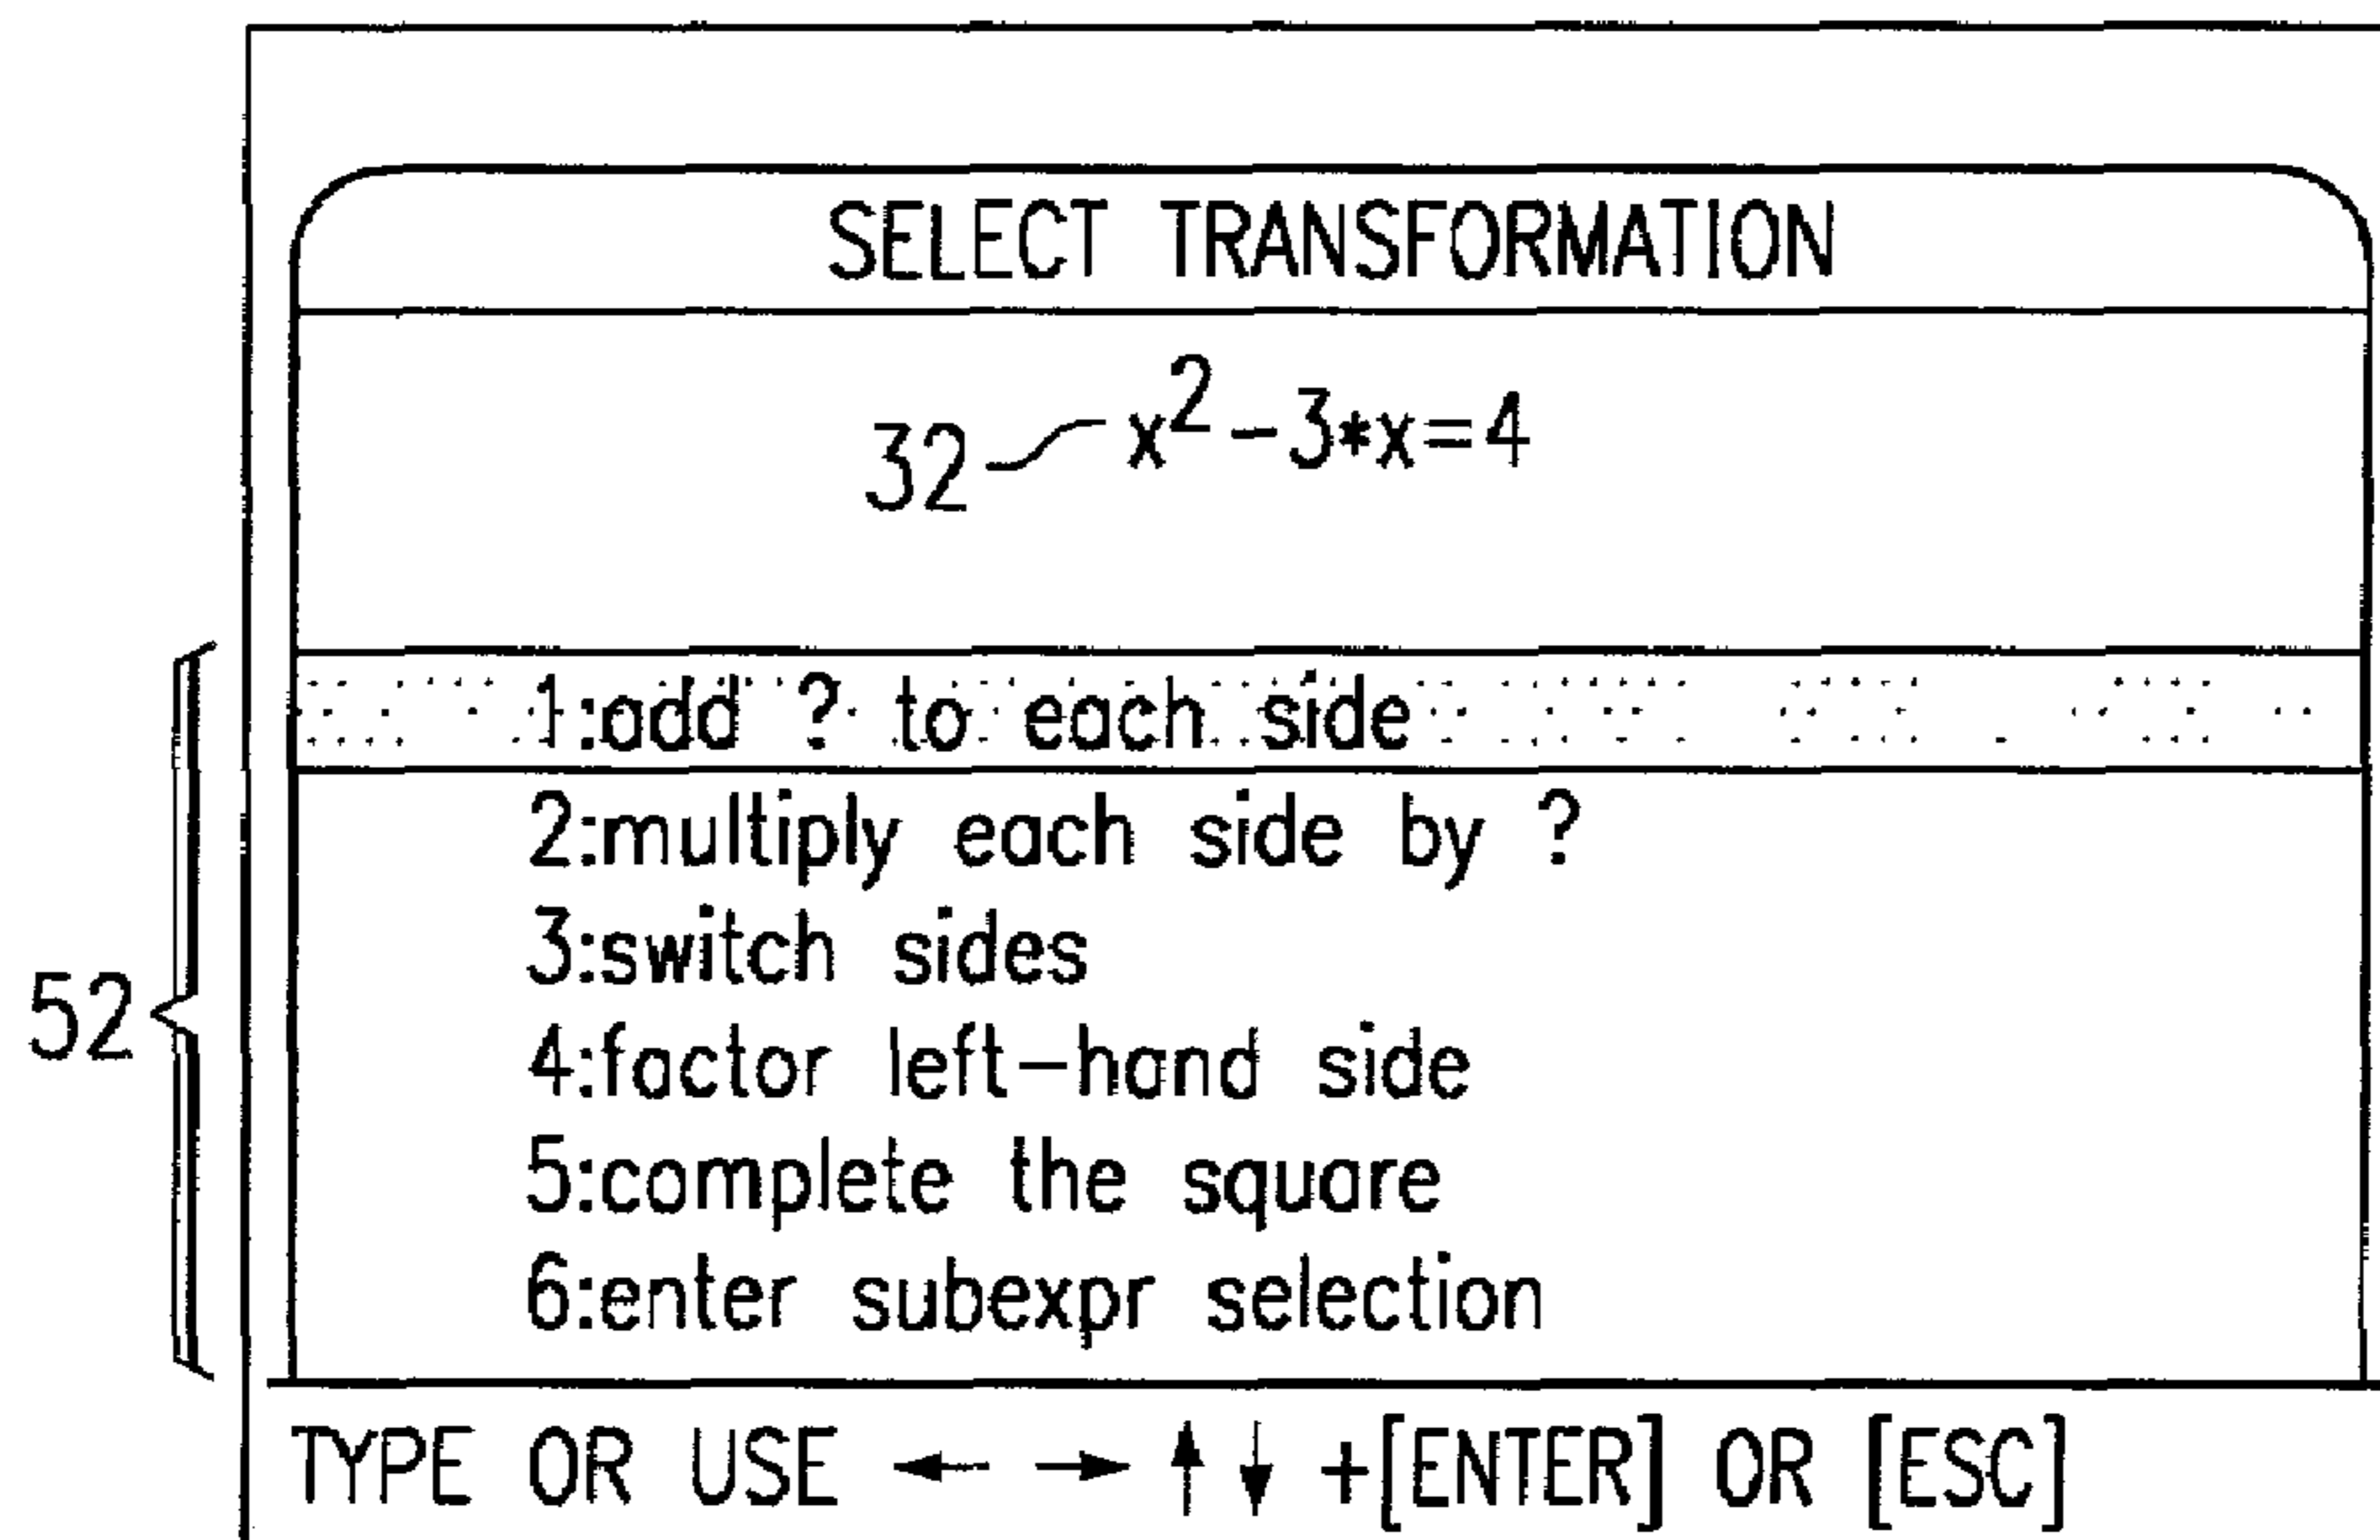 SELECT TRANSFORMATION
32 x²-3*x=4
1:add ? to each side
2:multiply each side by ?
3:switch sides
52
4:factor left-hand side
5:complete the square
6:enter subexpr selection
TYPE OR USE ← → ↑ ↓ +[ENTER] OR [ESC]